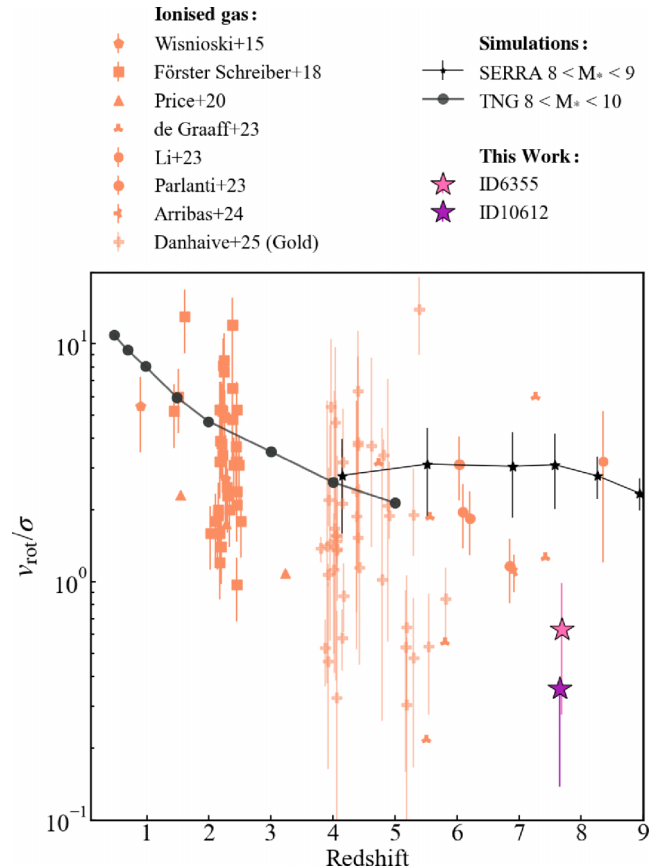 Ionised gas:
Wisnioski+15
Förster Schreiber+18
Price+20
de Graaff+23
Li+23
Parlanti+23
Arribas+24
Danhaive+25 (Gold)
Simulations:
SERRA 8 < M* < 9
TNG 8 < M* < 10
This Work:
ID6355
ID10612
10¹
10⁰
10⁻¹
v_rot/σ
1 2 3 4 5 6 7 8 9
Redshift